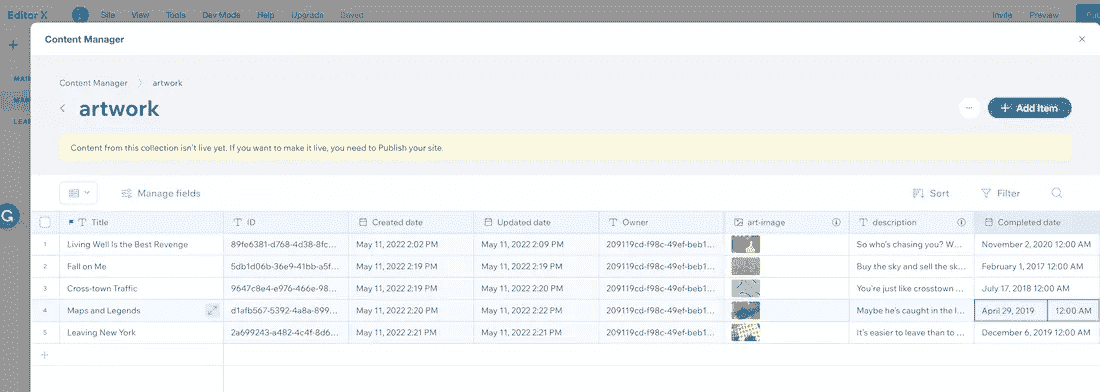 Editor X Site View Tools Dev Mode Help Upgrade Saved Invite Preview
Content Manager
Content Manager artwork
artwork
Add Item
Content from this collection isn't live yet. If you want to make it live, you need to Publish your site.
Manage fields Sort Filter
Title ID Created date Updated date Owner art-image description Completed date
1 Living Well Is the Best Revenge 89fe6381-d768-4d38-8fc... May 11, 2022 2:02 PM May 11, 2022 2:09 PM 209119cd-f98c-49ef-beb1... So who's chasing you? W... November 2, 2020 12:00 AM
2 Fall on Me 5db1d06b-36e9-41bb-a5f... May 11, 2022 2:19 PM May 11, 2022 2:19 PM 209119cd-f98c-49ef-beb1... Buy the sky and sell the sk... February 1, 2017 12:00 AM
3 Cross-town Traffic 9647c8e4-e976-466e-98... May 11, 2022 2:19 PM May 11, 2022 2:20 PM 209119cd-f98c-49ef-beb1... You're just like crosstown ... July 17, 2018 12:00 AM
4 Maps and Legends d1afb567-5392-4a8a-899... May 11, 2022 2:20 PM May 11, 2022 2:22 PM 209119cd-f98c-49ef-beb1... Maybe he's caught in the l... April 29, 2019 12:00 AM
5 Leaving New York 2a699243-a482-4c4f-8d6... May 11, 2022 2:21 PM May 11, 2022 2:21 PM 209119cd-f98c-49ef-beb1... It's easier to leave than to ... December 6, 2019 12:00 AM